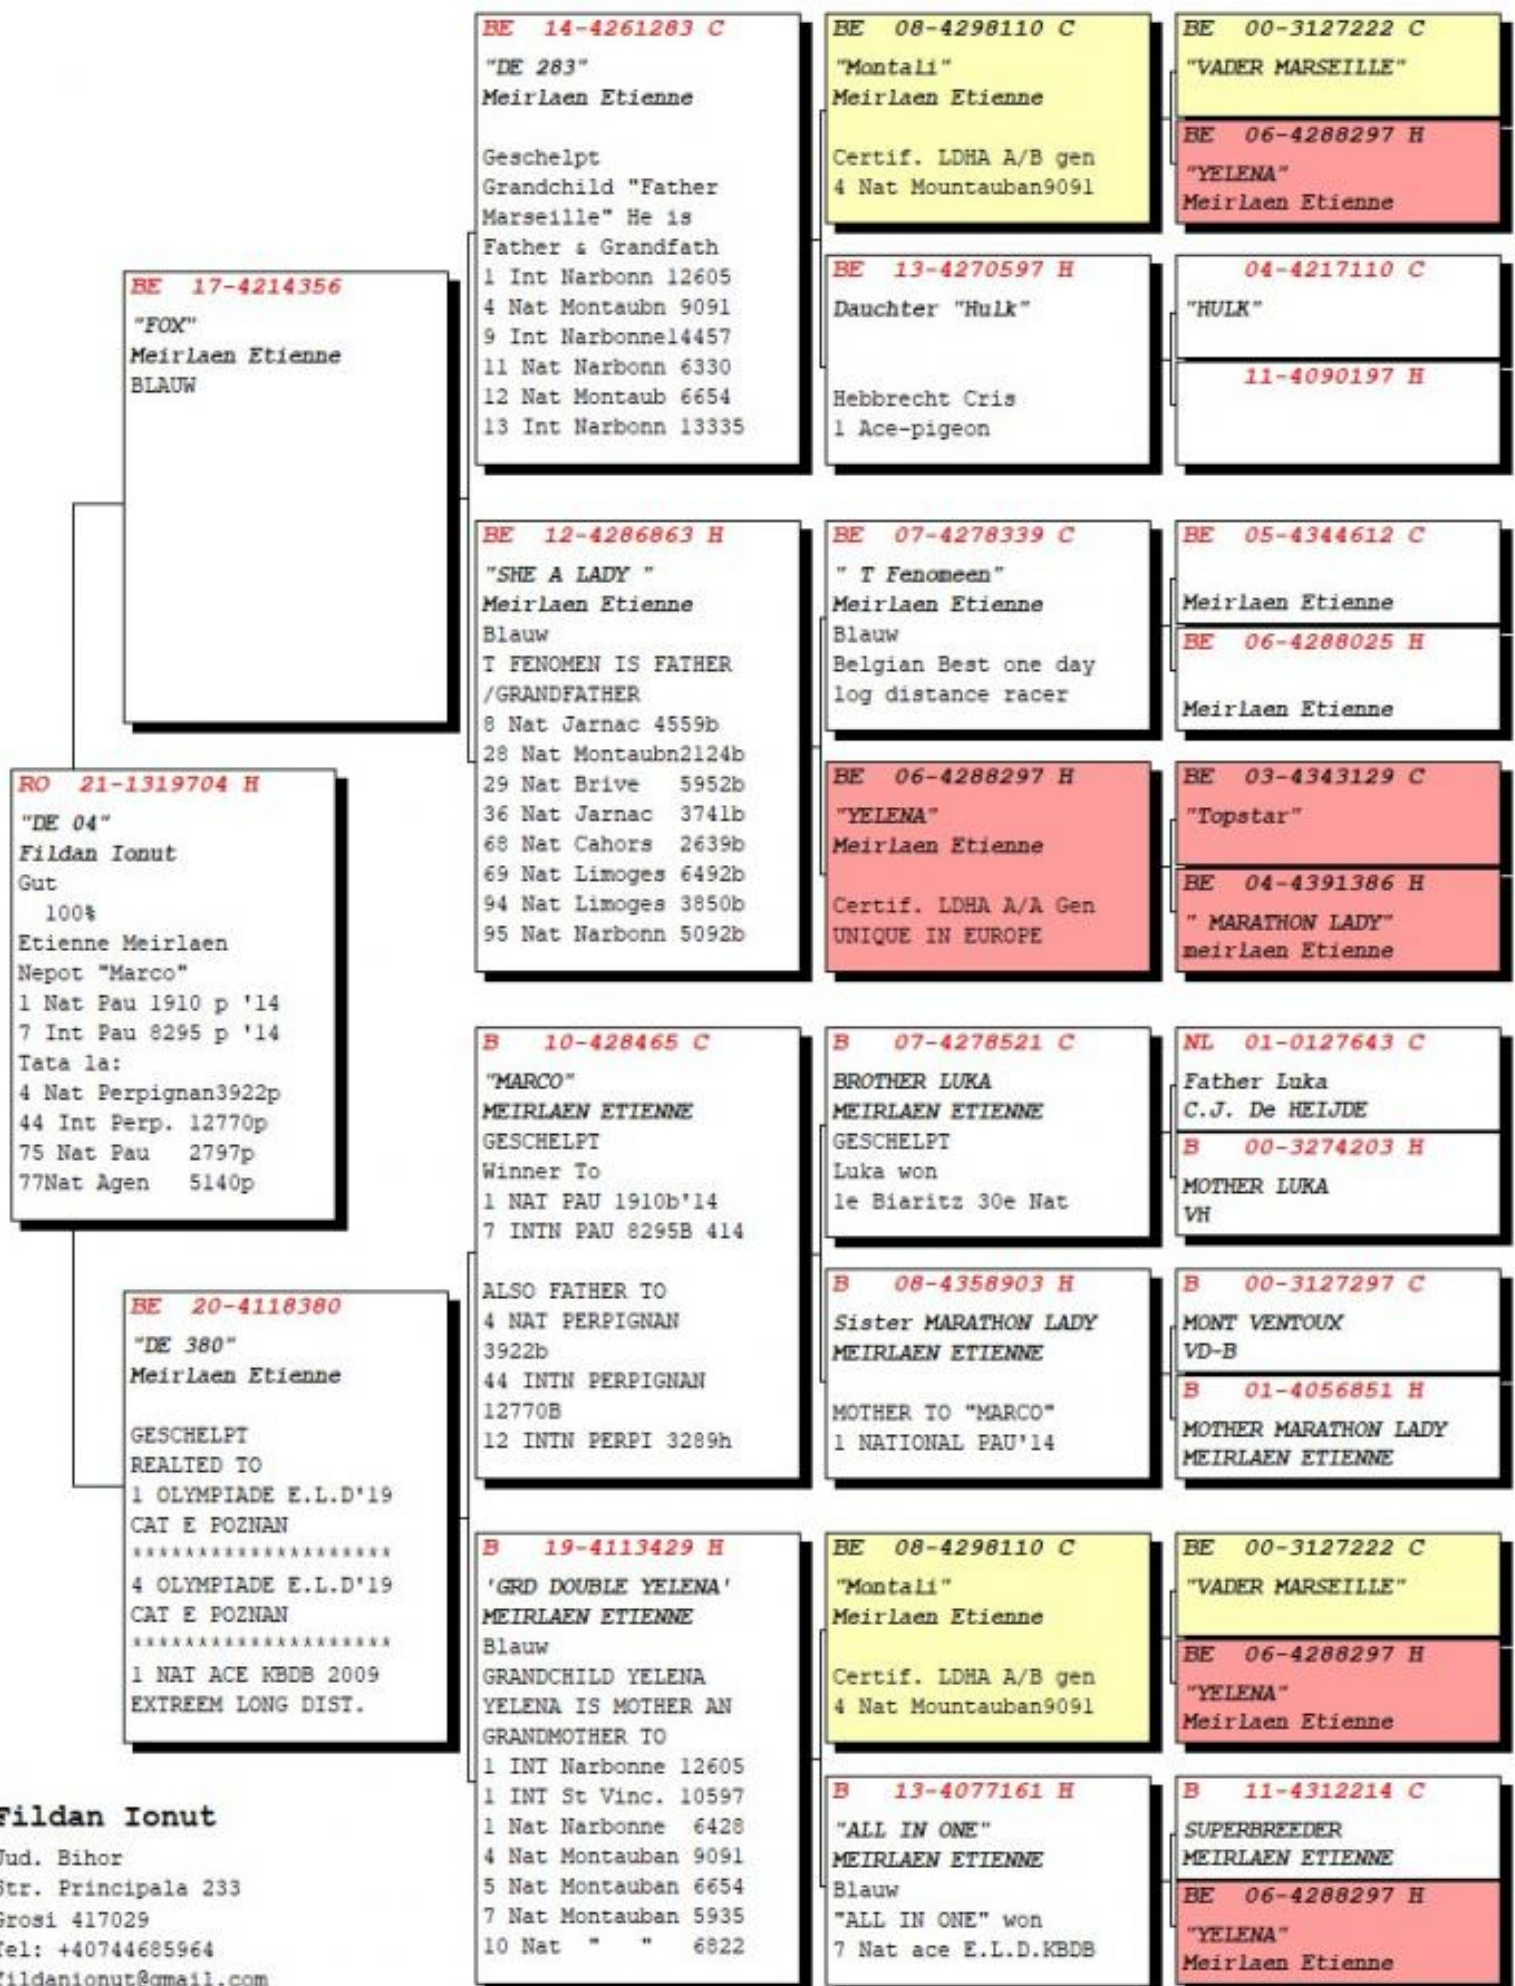 RO 21-1319704 H
"DE 04"
Fildan Ionut
Gut
100%
Etienne Meirlaen
Nepot "Marco"
1 Nat Pau 1910 p '14
7 Int Pau 8295 p '14
Tata la:
4 Nat Perpignan3922p
44 Int Perp. 12770p
75 Nat Pau 2797p
77Nat Agen 5140p
BE 17-4214356
"FOX"
Meirlaen Etienne
BLAUW
BE 20-4118380
"DE 380"
Meirlaen Etienne
GESCHELPT
REALTED TO
1 OLYMPIADE E.L.D'19
CAT E POZNAN
********************
4 OLYMPIADE E.L.D'19
CAT E POZNAN
********************
1 NAT ACE KBDB 2009
EXTREEM LONG DIST.
BE 14-4261283 C
"DE 283"
Meirlaen Etienne
Geschelpt
Grandchild "Father
Marseille" He is
Father & Grandfath
1 Int Narbonn 12605
4 Nat Montaubn 9091
9 Int Narbonne14457
11 Nat Narbonn 6330
12 Nat Montaub 6654
13 Int Narbonn 13335
BE 12-4286863 H
"SHE A LADY "
Meirlaen Etienne
Blauw
T FENOMEN IS FATHER
/GRANDFATHER
8 Nat Jarnac 4559b
28 Nat Montaubn2124b
29 Nat Brive 5952b
36 Nat Jarnac 3741b
68 Nat Cahors 2639b
69 Nat Limoges 6492b
94 Nat Limoges 3850b
95 Nat Narbonn 5092b
B 10-428465 C
"MARCO"
MEIRLAEN ETIENNE
GESCHELPT
Winner To
1 NAT PAU 1910b'14
7 INTN PAU 8295B 414
ALSO FATHER TO
4 NAT PERPIGNAN
3922b
44 INTN PERPIGNAN
12770B
12 INTN PERPI 3289h
B 19-4113429 H
'GRD DOUBLE YELENA'
MEIRLAEN ETIENNE
Blauw
GRANDCHILD YELENA
YELENA IS MOTHER AN
GRANDMOTHER TO
1 INT Narbonne 12605
1 INT St Vinc. 10597
1 Nat Narbonne 6428
4 Nat Montauban 9091
5 Nat Montauban 6654
7 Nat Montauban 5935
10 Nat " " 6822
BE 08-4298110 C
"Montali"
Meirlaen Etienne
Certif. LDHA A/B gen
4 Nat Mountauban9091
BE 13-4270597 H
Dauchter "Hulk"
Hebbrecht Cris
1 Ace-pigeon
BE 07-4278339 C
" T Fenomeen"
Meirlaen Etienne
Blauw
Belgian Best one day
log distance racer
BE 06-4288297 H
"YELENA"
Meirlaen Etienne
Certif. LDHA A/A Gen
UNIQUE IN EUROPE
B 07-4278521 C
BROTHER LUKA
MEIRLAEN ETIENNE
GESCHELPT
Luka won
1e Biaritz 30e Nat
B 08-4358903 H
Sister MARATHON LADY
MEIRLAEN ETIENNE
MOTHER TO "MARCO"
1 NATIONAL PAU'14
BE 08-4298110 C
"Montali"
Meirlaen Etienne
Certif. LDHA A/B gen
4 Nat Mountauban9091
B 13-4077161 H
"ALL IN ONE"
MEIRLAEN ETIENNE
Blauw
"ALL IN ONE" won
7 Nat ace E.L.D.KBDB
BE 00-3127222 C
"VADER MARSEILLE"
BE 06-4288297 H
"YELENA"
Meirlaen Etienne
04-4217110 C
"HULK"
11-4090197 H
BE 05-4344612 C
Meirlaen Etienne
BE 06-4288025 H
Meirlaen Etienne
BE 03-4343129 C
"Topstar"
BE 04-4391386 H
" MARATHON LADY"
meirlaen Etienne
NL 01-0127643 C
Father Luka
C.J. De HEIJDE
B 00-3274203 H
MOTHER LUKA
VH
B 00-3127297 C
MONT VENTOUX
VD-B
B 01-4056851 H
MOTHER MARATHON LADY
MEIRLAEN ETIENNE
BE 00-3127222 C
"VADER MARSEILLE"
BE 06-4288297 H
"YELENA"
Meirlaen Etienne
B 11-4312214 C
SUPERBREEDER
MEIRLAEN ETIENNE
BE 06-4288297 H
"YELENA"
Meirlaen Etienne
Fildan Ionut
Jud. Bihor
Str. Principala 233
Grosi 417029
Tel: +40744685964
fildanionut@gmail.com